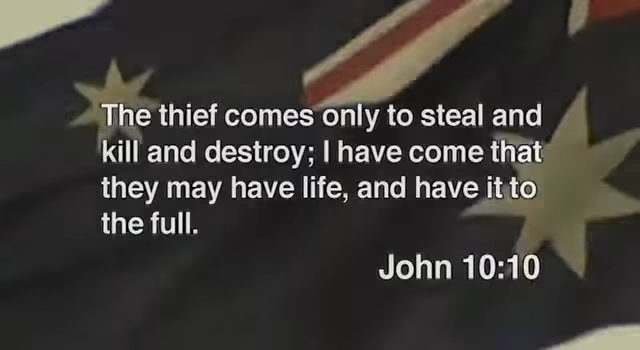 The thief comes only to steal and
kill and destroy; I have come that
they may have life, and have it to
the full.
John 10:10